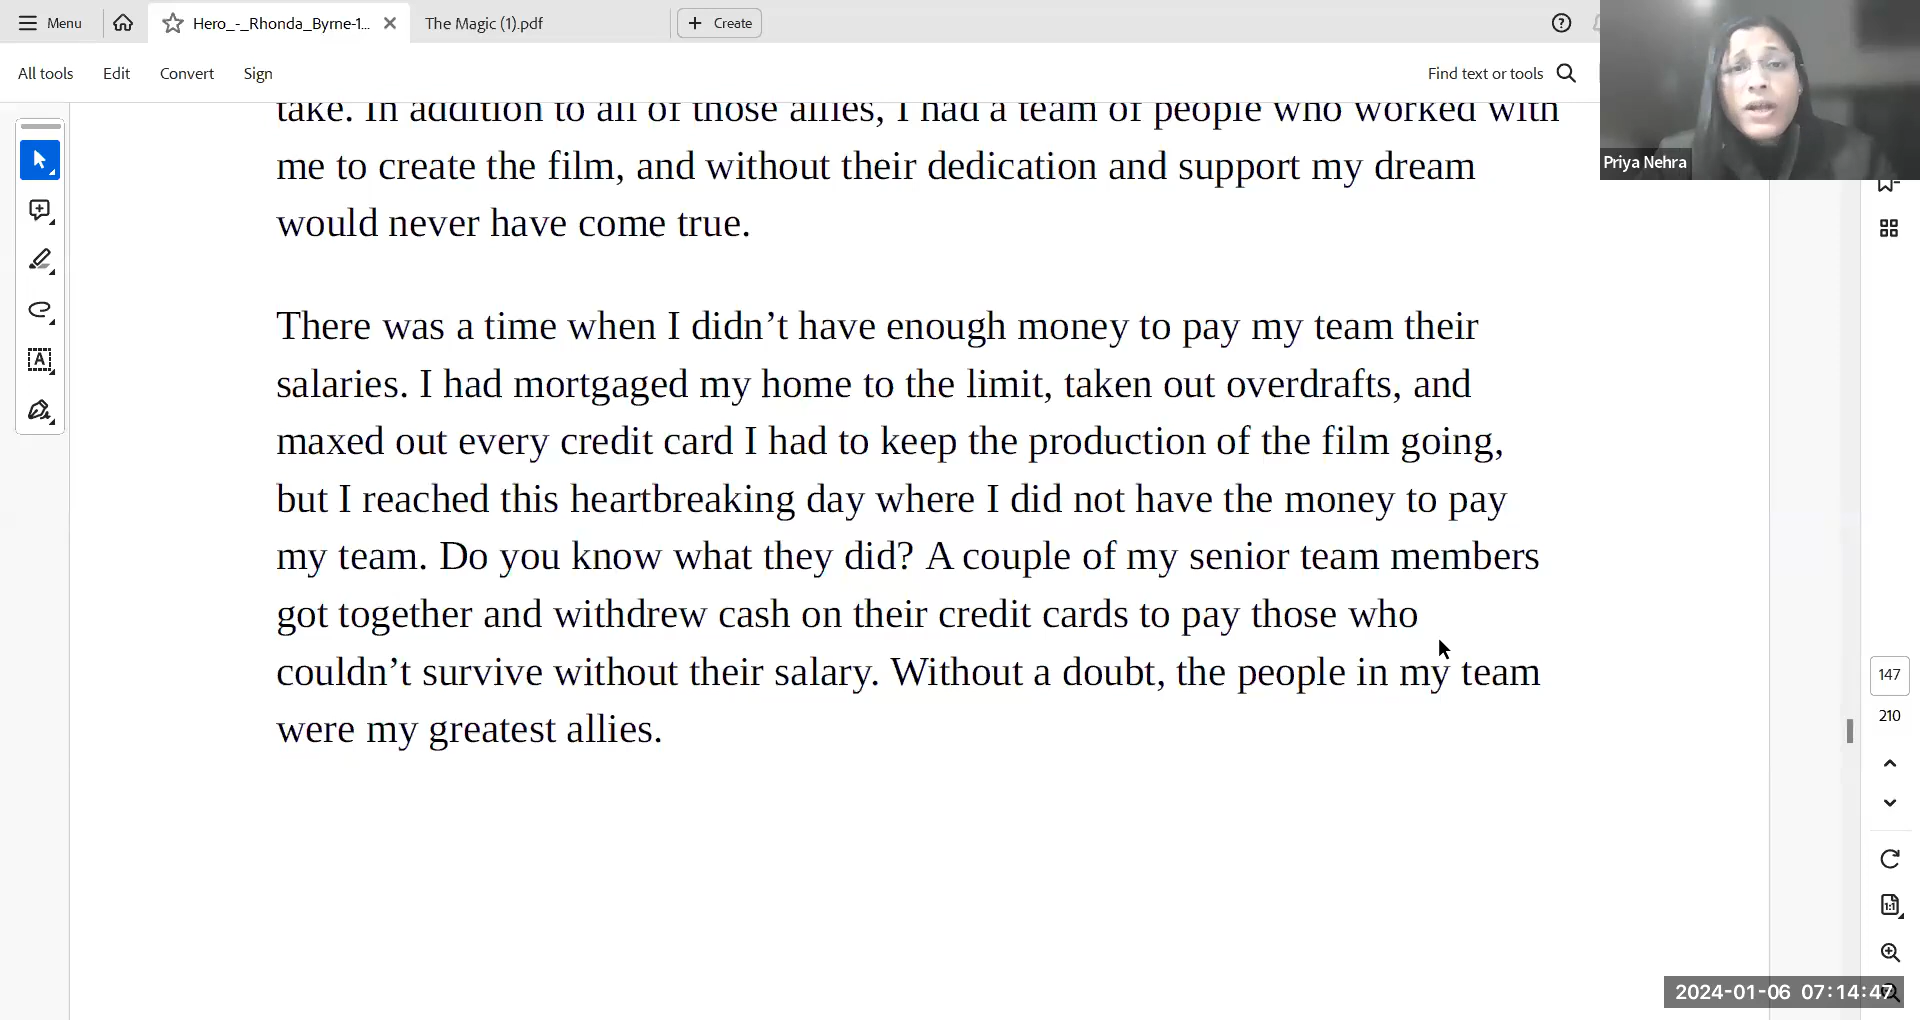 Menu
Hero_-_Rhonda_Byrne-1...
The Magic (1).pdf
Create
All tools
Edit
Convert
Sign
Find text or tools
Priya Nehra
take. In addition to all of those allies, I had a team of people who worked with
me to create the film, and without their dedication and support my dream
would never have come true.
There was a time when I didn’t have enough money to pay my team their
salaries. I had mortgaged my home to the limit, taken out overdrafts, and
maxed out every credit card I had to keep the production of the film going,
but I reached this heartbreaking day where I did not have the money to pay
my team. Do you know what they did? A couple of my senior team members
got together and withdrew cash on their credit cards to pay those who
couldn’t survive without their salary. Without a doubt, the people in my team
were my greatest allies.
147
210
1:1
2024-01-06 07:14:47